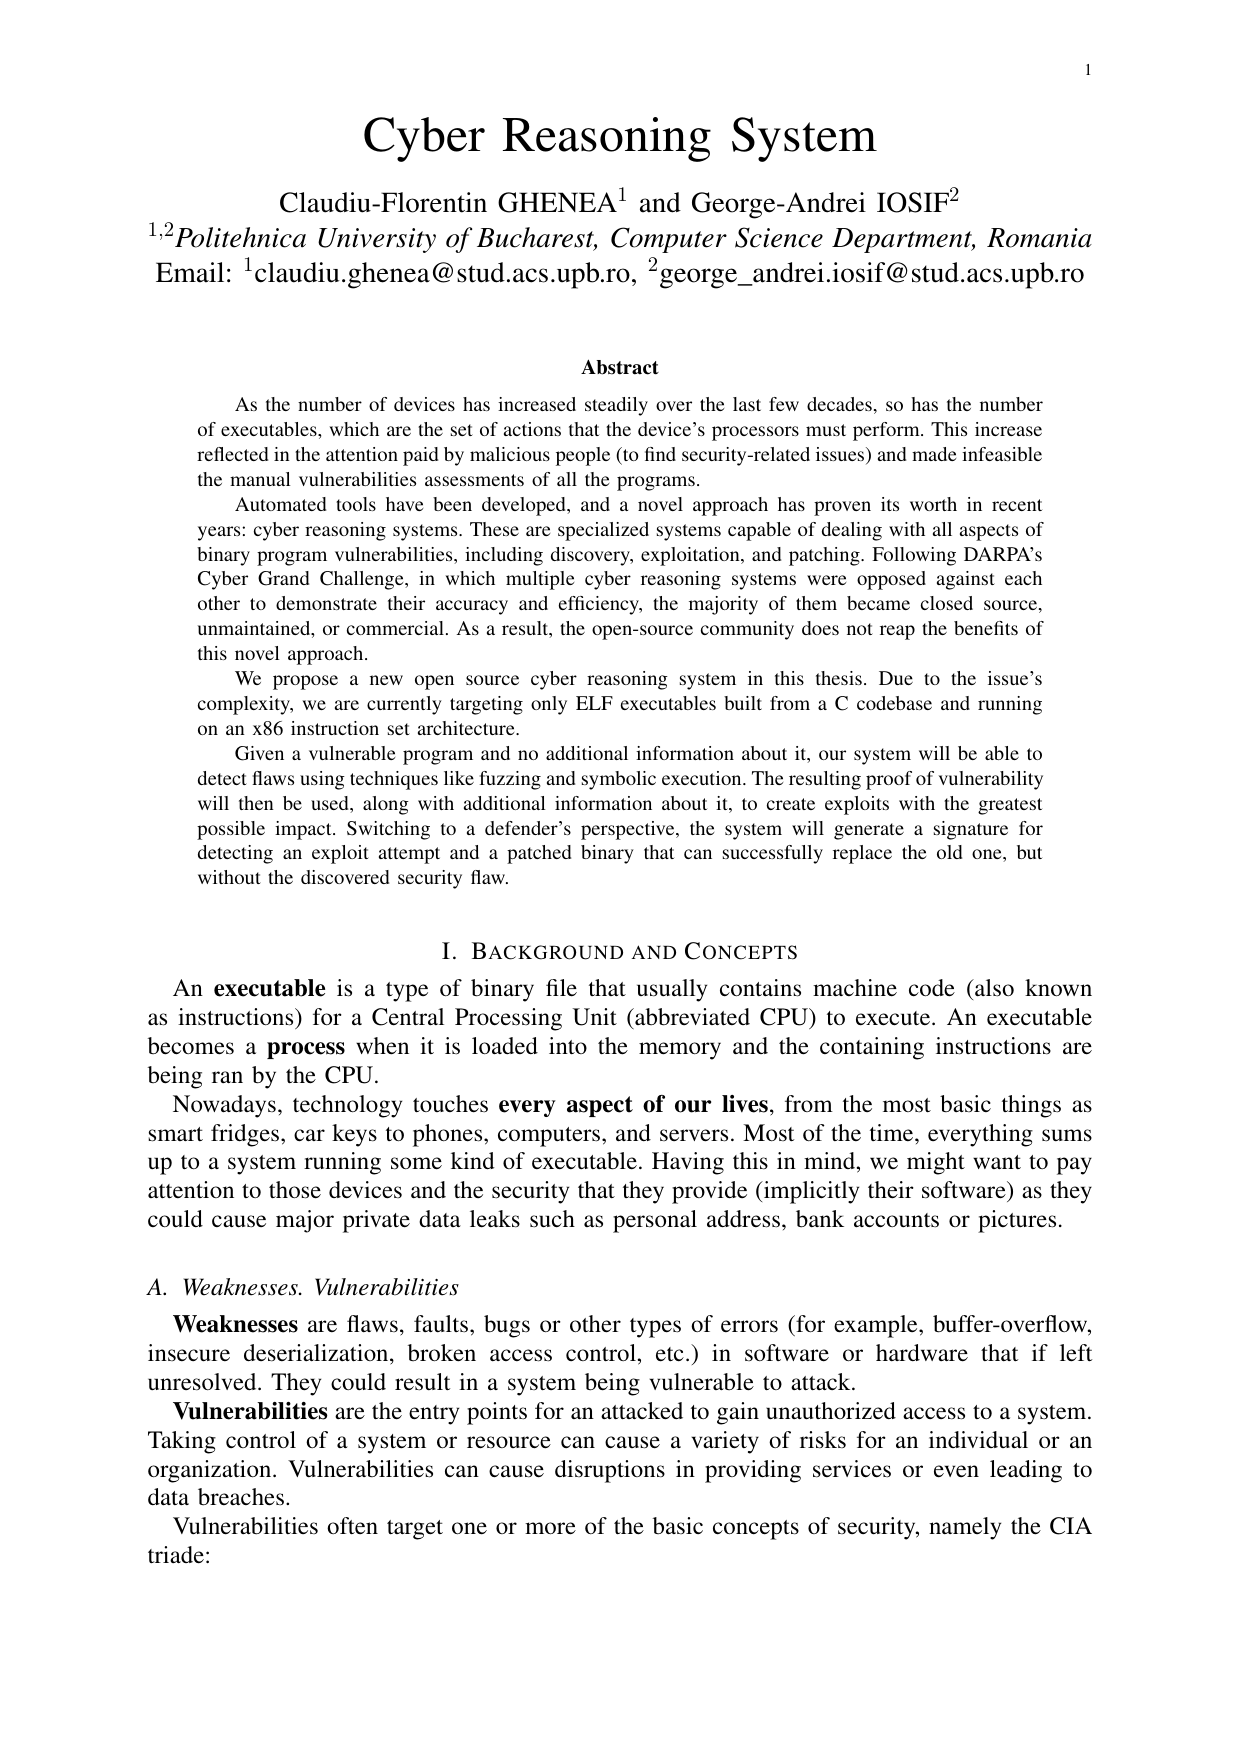 1
Cyber Reasoning System
Claudiu-Florentin GHENEA1 and George-Andrei IOSIF2
1,2Politehnica University of Bucharest, Computer Science Department, Romania
Email: 1claudiu.ghenea@stud.acs.upb.ro, 2george_andrei.iosif@stud.acs.upb.ro
Abstract
As the number of devices has increased steadily over the last few decades, so has the number
of executables, which are the set of actions that the device's processors must perform. This increase
reflected in the attention paid by malicious people (to find security-related issues) and made infeasible
the manual vulnerabilities assessments of all the programs.
Automated tools have been developed, and a novel approach has proven its worth in recent
years: cyber reasoning systems. These are specialized systems capable of dealing with all aspects of
binary program vulnerabilities, including discovery, exploitation, and patching. Following DARPA's
Cyber Grand Challenge, in which multiple cyber reasoning systems were opposed against each
other to demonstrate their accuracy and efficiency, the majority of them became closed source,
unmaintained, or commercial. As a result, the open-source community does not reap the benefits of
this novel approach.
We propose a new open source cyber reasoning system in this thesis. Due to the issue's
complexity, we are currently targeting only ELF executables built from a C codebase and running
on an x86 instruction set architecture.
Given a vulnerable program and no additional information about it, our system will be able to
detect flaws using techniques like fuzzing and symbolic execution. The resulting proof of vulnerability
will then be used, along with additional information about it, to create exploits with the greatest
possible impact. Switching to a defender's perspective, the system will generate a signature for
detecting an exploit attempt and a patched binary that can successfully replace the old one, but
without the discovered security flaw.
I. BACKGROUND AND CONCEPTS
An executable is a type of binary file that usually contains machine code (also known
as instructions) for a Central Processing Unit (abbreviated CPU) to execute. An executable
becomes a process when it is loaded into the memory and the containing instructions are
being ran by the CPU.
Nowadays, technology touches every aspect of our lives, from the most basic things as
smart fridges, car keys to phones, computers, and servers. Most of the time, everything sums
up to a system running some kind of executable. Having this in mind, we might want to pay
attention to those devices and the security that they provide (implicitly their software) as they
could cause major private data leaks such as personal address, bank accounts or pictures.
A. Weaknesses. Vulnerabilities
Weaknesses are flaws, faults, bugs or other types of errors (for example, buffer-overflow,
insecure deserialization, broken access control, etc.) in software or hardware that if left
unresolved. They could result in a system being vulnerable to attack.
Vulnerabilities are the entry points for an attacked to gain unauthorized access to a system.
Taking control of a system or resource can cause a variety of risks for an individual or an
organization. Vulnerabilities can cause disruptions in providing services or even leading to
data breaches.
Vulnerabilities often target one or more of the basic concepts of security, namely the CIA
triade: